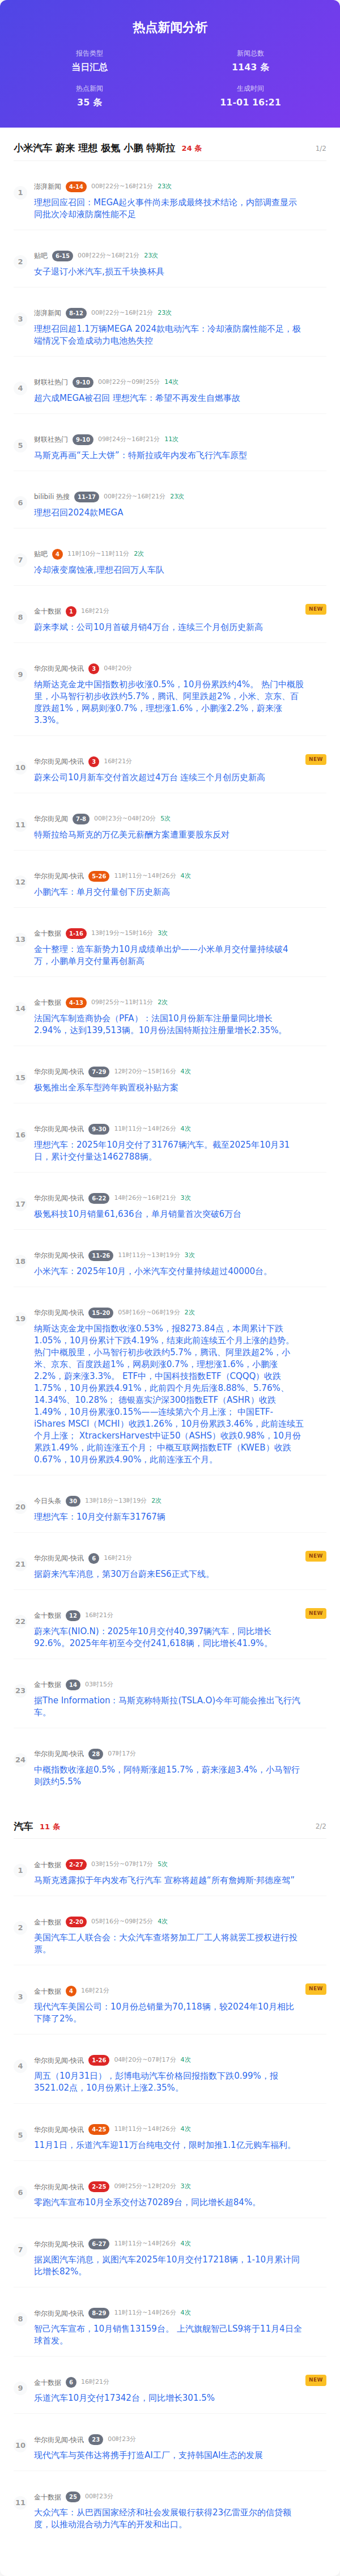 热点新闻分析
报告类型
新闻总数
当日汇总
1143 条
热点新闻
生成时间
35 条
11-01 16:21
小米汽车 蔚来 理想 极氪 小鹏 特斯拉 24 条 1/2
1 澎湃新闻 4-14 00时22分~16时21分 23次
理想回应召回：MEGA起火事件尚未形成最终技术结论，内部调查显示
同批次冷却液防腐性能不足
2 贴吧 6-15 00时22分~16时21分 23次
女子退订小米汽车,损五千块换杯具
3 澎湃新闻 8-12 00时22分~16时21分 23次
理想召回超1.1万辆MEGA 2024款电动汽车：冷却液防腐性能不足，极
端情况下会造成动力电池热失控
4 财联社热门 9-10 00时22分~09时25分 14次
超六成MEGA被召回 理想汽车：希望不再发生自燃事故
5 财联社热门 9-10 09时24分~16时21分 11次
马斯克再画“天上大饼”：特斯拉或年内发布飞行汽车原型
6 bilibili 热搜 11-17 00时22分~16时21分 23次
理想召回2024款MEGA
7 贴吧 4 11时10分~11时11分 2次
冷却液变腐蚀液,理想召回万人车队
8 金十数据 1 16时21分 NEW
蔚来李斌：公司10月首破月销4万台，连续三个月创历史新高
9 华尔街见闻-快讯 3 04时20分
纳斯达克金龙中国指数初步收涨0.5%，10月份累跌约4%。 热门中概股
里，小马智行初步收跌约5.7%，腾讯、阿里跌超2%，小米、京东、百
度跌超1%，网易则涨0.7%，理想涨1.6%，小鹏涨2.2%，蔚来涨
3.3%。
10 华尔街见闻-快讯 3 16时21分 NEW
蔚来公司10月新车交付首次超过4万台 连续三个月创历史新高
11 华尔街见闻 7-8 00时23分~04时20分 5次
特斯拉给马斯克的万亿美元薪酬方案遭重要股东反对
12 华尔街见闻-快讯 5-26 11时11分~14时26分 4次
小鹏汽车：单月交付量创下历史新高
13 金十数据 1-16 13时19分~15时16分 3次
金十整理：造车新势力10月成绩单出炉——小米单月交付量持续破4
万，小鹏单月交付量再创新高
14 金十数据 4-13 09时25分~11时11分 2次
法国汽车制造商协会（PFA）：法国10月份新车注册量同比增长
2.94%，达到139,513辆。10月份法国特斯拉注册量增长2.35%。
15 华尔街见闻-快讯 7-29 12时20分~15时16分 4次
极氪推出全系车型跨年购置税补贴方案
16 华尔街见闻-快讯 9-30 11时11分~14时26分 4次
理想汽车：2025年10月交付了31767辆汽车。截至2025年10月31
日，累计交付量达1462788辆。
17 华尔街见闻-快讯 6-22 14时26分~16时21分 3次
极氪科技10月销量61,636台，单月销量首次突破6万台
18 华尔街见闻-快讯 11-26 11时11分~13时19分 3次
小米汽车：2025年10月，小米汽车交付量持续超过40000台。
19 华尔街见闻-快讯 15-20 05时16分~06时19分 2次
纳斯达克金龙中国指数收涨0.53%，报8273.84点，本周累计下跌
1.05%，10月份累计下跌4.19%，结束此前连续五个月上涨的趋势。
热门中概股里，小马智行初步收跌约5.7%，腾讯、阿里跌超2%，小
米、京东、百度跌超1%，网易则涨0.7%，理想涨1.6%，小鹏涨
2.2%，蔚来涨3.3%。 ETF中，中国科技指数ETF（CQQQ）收跌
1.75%，10月份累跌4.91%，此前四个月先后涨8.88%、5.76%、
14.34%、10.28%； 德银嘉实沪深300指数ETF（ASHR）收跌
1.49%，10月份累涨0.15%——连续第六个月上涨； 中国ETF-
iShares MSCI（MCHI）收跌1.26%，10月份累跌3.46%，此前连续五
个月上涨； XtrackersHarvest中证50（ASHS）收跌0.98%，10月份
累跌1.49%，此前连涨五个月； 中概互联网指数ETF（KWEB）收跌
0.67%，10月份累跌4.90%，此前连涨五个月。
20 今日头条 30 13时18分~13时19分 2次
理想汽车：10月交付新车31767辆
21 华尔街见闻-快讯 6 16时21分 NEW
据蔚来汽车消息，第30万台蔚来ES6正式下线。
22 金十数据 12 16时21分 NEW
蔚来汽车(NIO.N)：2025年10月交付40,397辆汽车，同比增长
92.6%。2025年年初至今交付241,618辆，同比增长41.9%。
23 金十数据 14 03时15分
据The Information：马斯克称特斯拉(TSLA.O)今年可能会推出飞行汽
车。
24 华尔街见闻-快讯 28 07时17分
中概指数收涨超0.5%，阿特斯涨超15.7%，蔚来涨超3.4%，小马智行
则跌约5.5%
汽车 11 条 2/2
1 金十数据 2-27 03时15分~07时17分 5次
马斯克透露拟于年内发布飞行汽车 宣称将超越“所有詹姆斯·邦德座驾”
2 金十数据 2-20 05时16分~09时25分 4次
美国汽车工人联合会：大众汽车查塔努加工厂工人将就罢工授权进行投
票。
3 金十数据 4 16时21分 NEW
现代汽车美国公司：10月份总销量为70,118辆，较2024年10月相比
下降了2%。
4 华尔街见闻-快讯 1-26 04时20分~07时17分 4次
周五（10月31日），彭博电动汽车价格回报指数下跌0.99%，报
3521.02点，10月份累计上涨2.35%。
5 华尔街见闻-快讯 4-25 11时11分~14时26分 4次
11月1日，乐道汽车迎11万台纯电交付，限时加推1.1亿元购车福利。
6 华尔街见闻-快讯 2-25 09时25分~12时20分 3次
零跑汽车宣布10月全系交付达70289台，同比增长超84%。
7 华尔街见闻-快讯 6-27 11时11分~14时26分 4次
据岚图汽车消息，岚图汽车2025年10月交付17218辆，1-10月累计同
比增长82%。
8 华尔街见闻-快讯 8-29 11时11分~14时26分 4次
智己汽车宣布，10月销售13159台。 上汽旗舰智己LS9将于11月4日全
球首发。
9 金十数据 6 16时21分 NEW
乐道汽车10月交付17342台，同比增长301.5%
10 华尔街见闻-快讯 23 00时23分
现代汽车与英伟达将携手打造AI工厂，支持韩国AI生态的发展
11 金十数据 25 00时23分
大众汽车：从巴西国家经济和社会发展银行获得23亿雷亚尔的信贷额
度，以推动混合动力汽车的开发和出口。